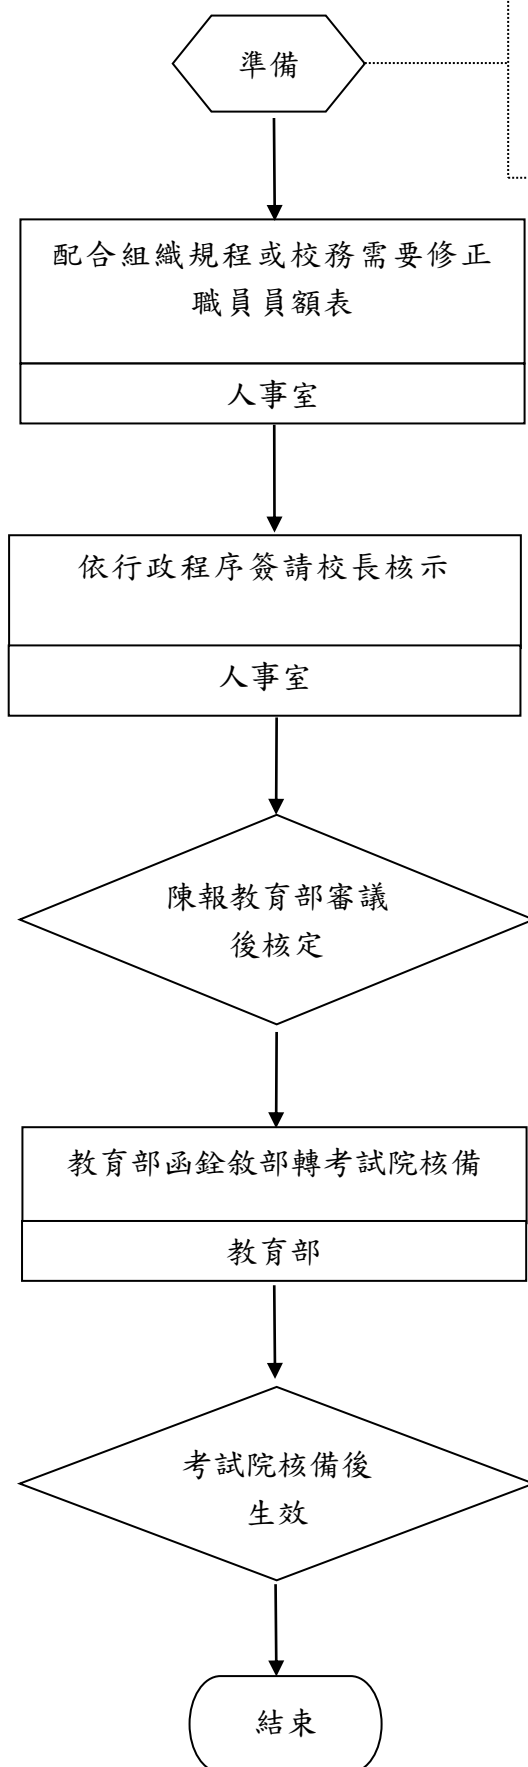 準備
配合組織規程或校務需要修正
職員員額表
人事室
依行政程序簽請校長核示
人事室
陳報教育部審議
後核定
教育部函銓敘部轉考試院核備
教育部
考試院核備後
生效
結束